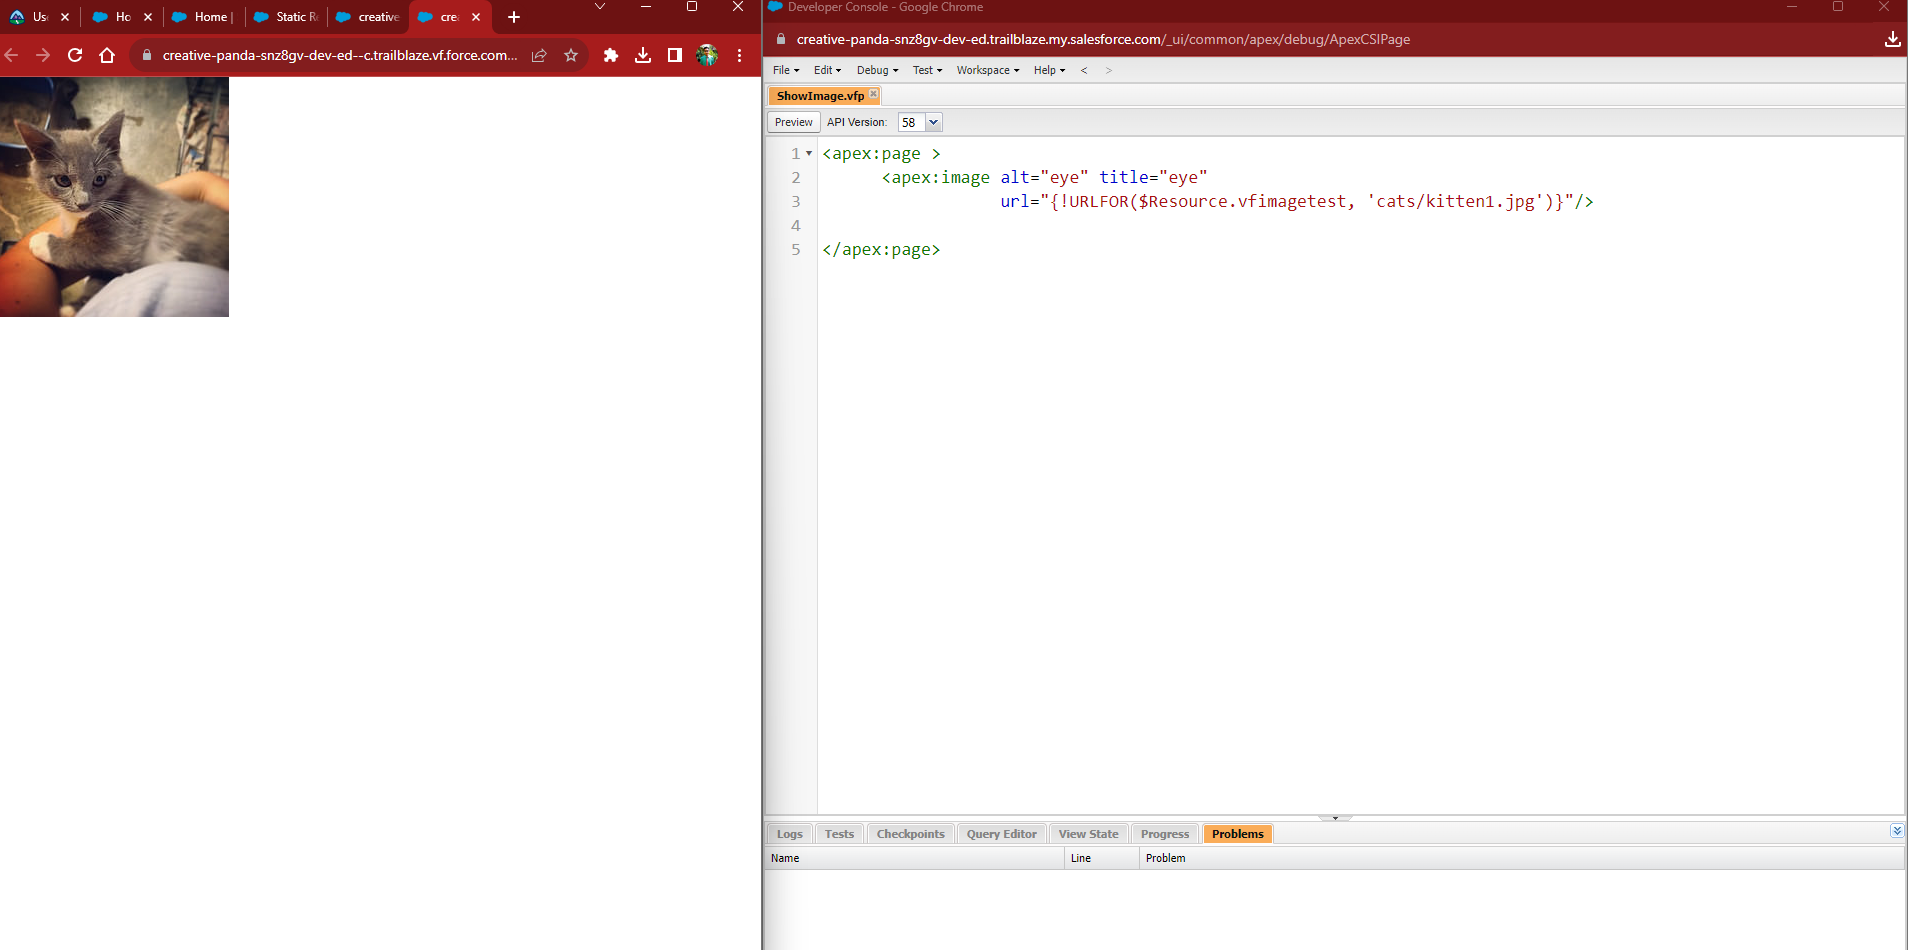 Us
Ho
Home |
Static R
creative
cre
creative-panda-snz8gv-dev-ed--c.trailblaze.vf.force.com...
Developer Console - Google Chrome
creative-panda-snz8gv-dev-ed.trailblaze.my.salesforce.com/_ui/common/apex/debug/ApexCSIPage
File Edit Debug Test Workspace Help < >
ShowImage.vfp
Preview API Version: 58
1 <apex:page >
2 <apex:image alt="eye" title="eye"
3 url="{!URLFOR($Resource.vfimagetest, 'cats/kitten1.jpg')}"/>
4
5 </apex:page>
Logs Tests Checkpoints Query Editor View State Progress Problems
Name Line Problem